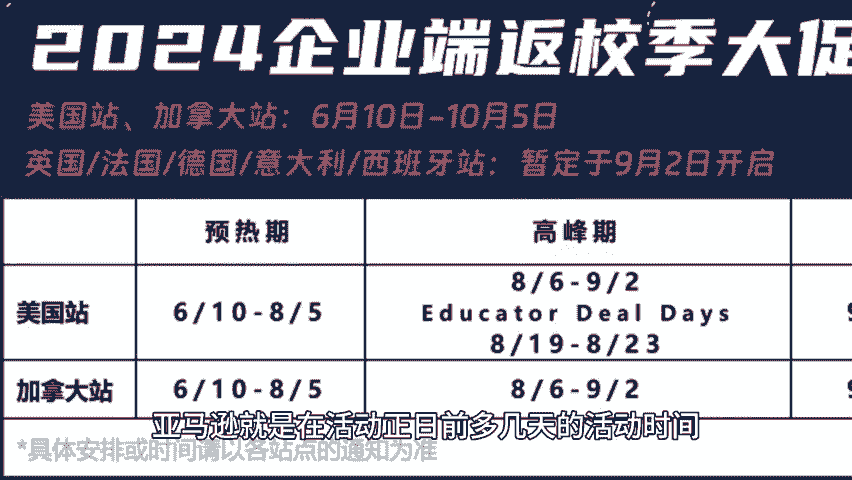 2024企业端返校季大促
美国站、加拿大站：6月10日-10月5日
英国/法国/德国/意大利/西班牙站：暂定于9月2日开启
预热期 高峰期
8/6-9/2
美国站 6/10-8/5 Educator Deal Days 9
8/19-8/23
加拿大站 6/10-8/5 8/6-9/2 9
亚马逊就是在活动正日前多几天的活动时间
*具体安排或时间请以各站点的通知为准